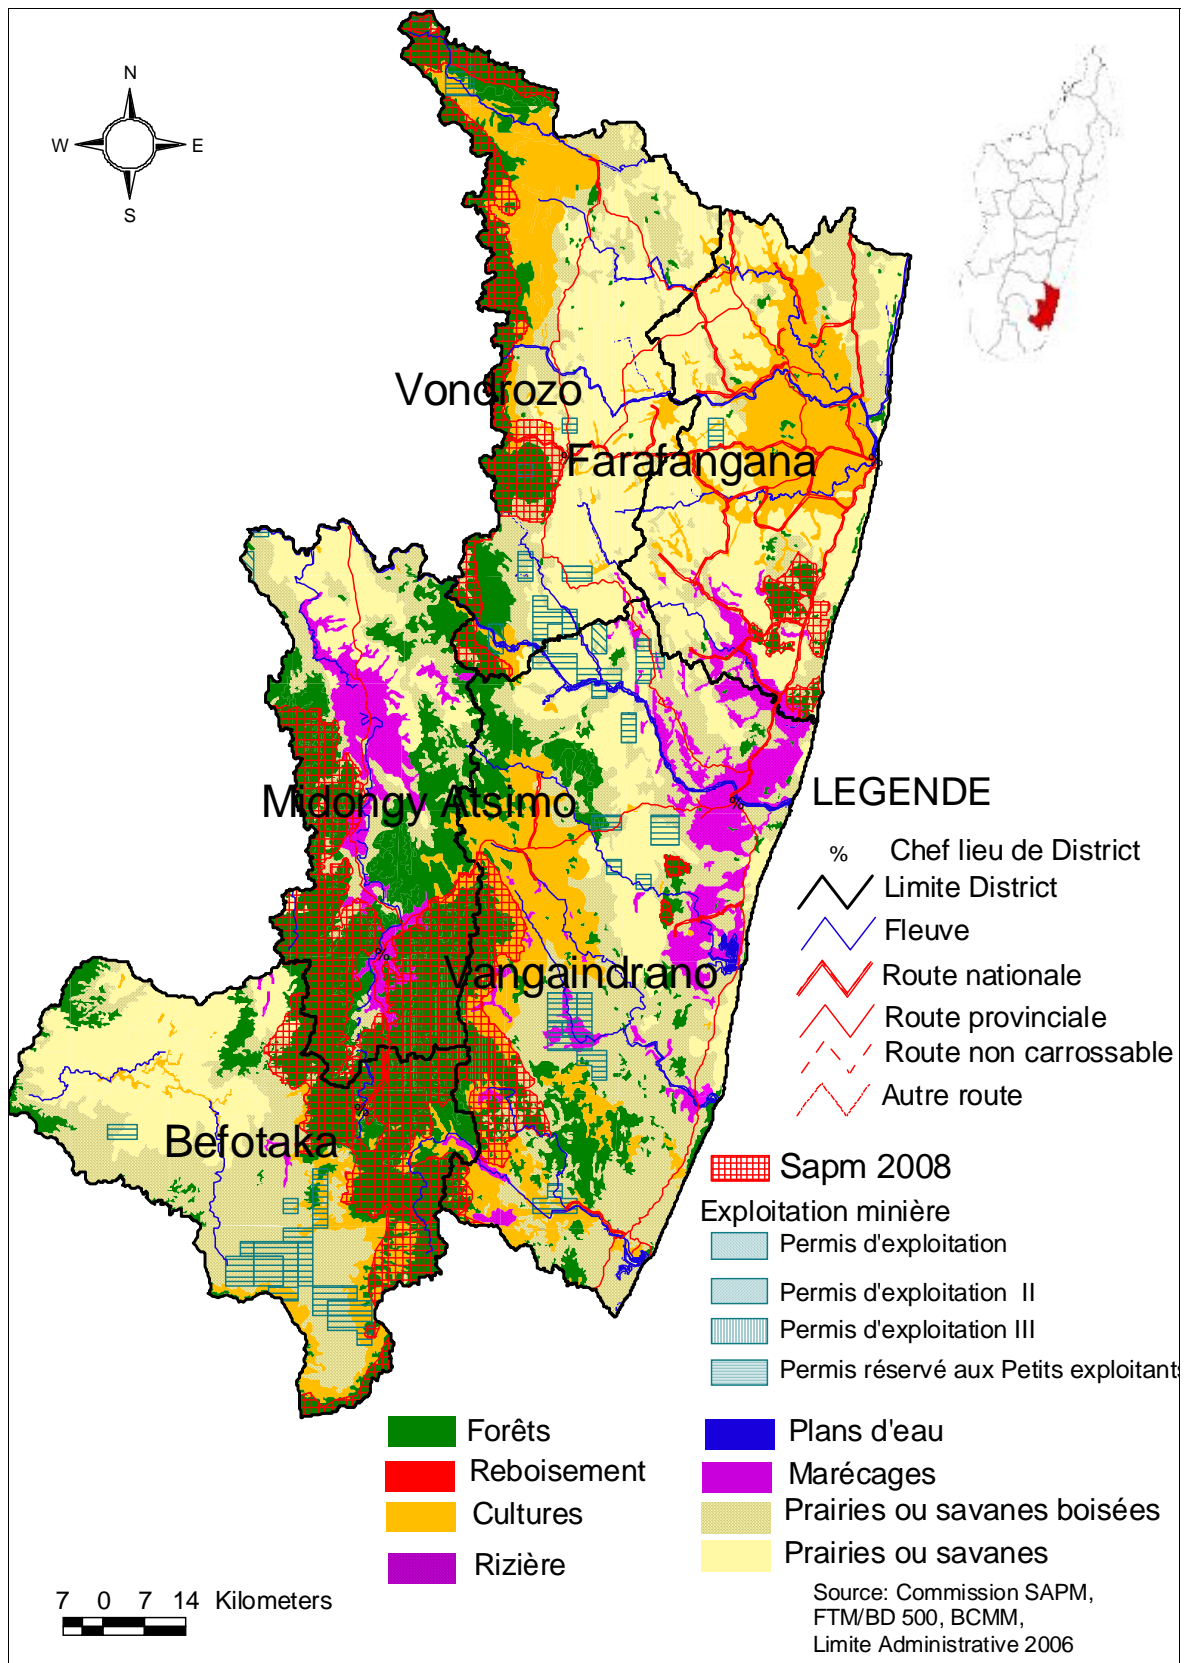 N
W E
S
Vondrozo
Farafangana
Midongy Atsimo
Vangaindrano
Befotaka
LEGENDE
% Chef lieu de District
Limite District
Fleuve
Route nationale
Route provinciale
Route non carrossable
Autre route
Sapm 2008
Exploitation minière
Permis d'exploitation
Permis d'exploitation II
Permis d'exploitation III
Permis réservé aux Petits exploitants
Forêts
Reboisement
Cultures
Rizière
Plans d'eau
Marécages
Prairies ou savanes boisées
Prairies ou savanes
7 0 7 14 Kilometers
Source: Commission SAPM,
FTM/BD 500, BCMM,
Limite Administrative 2006